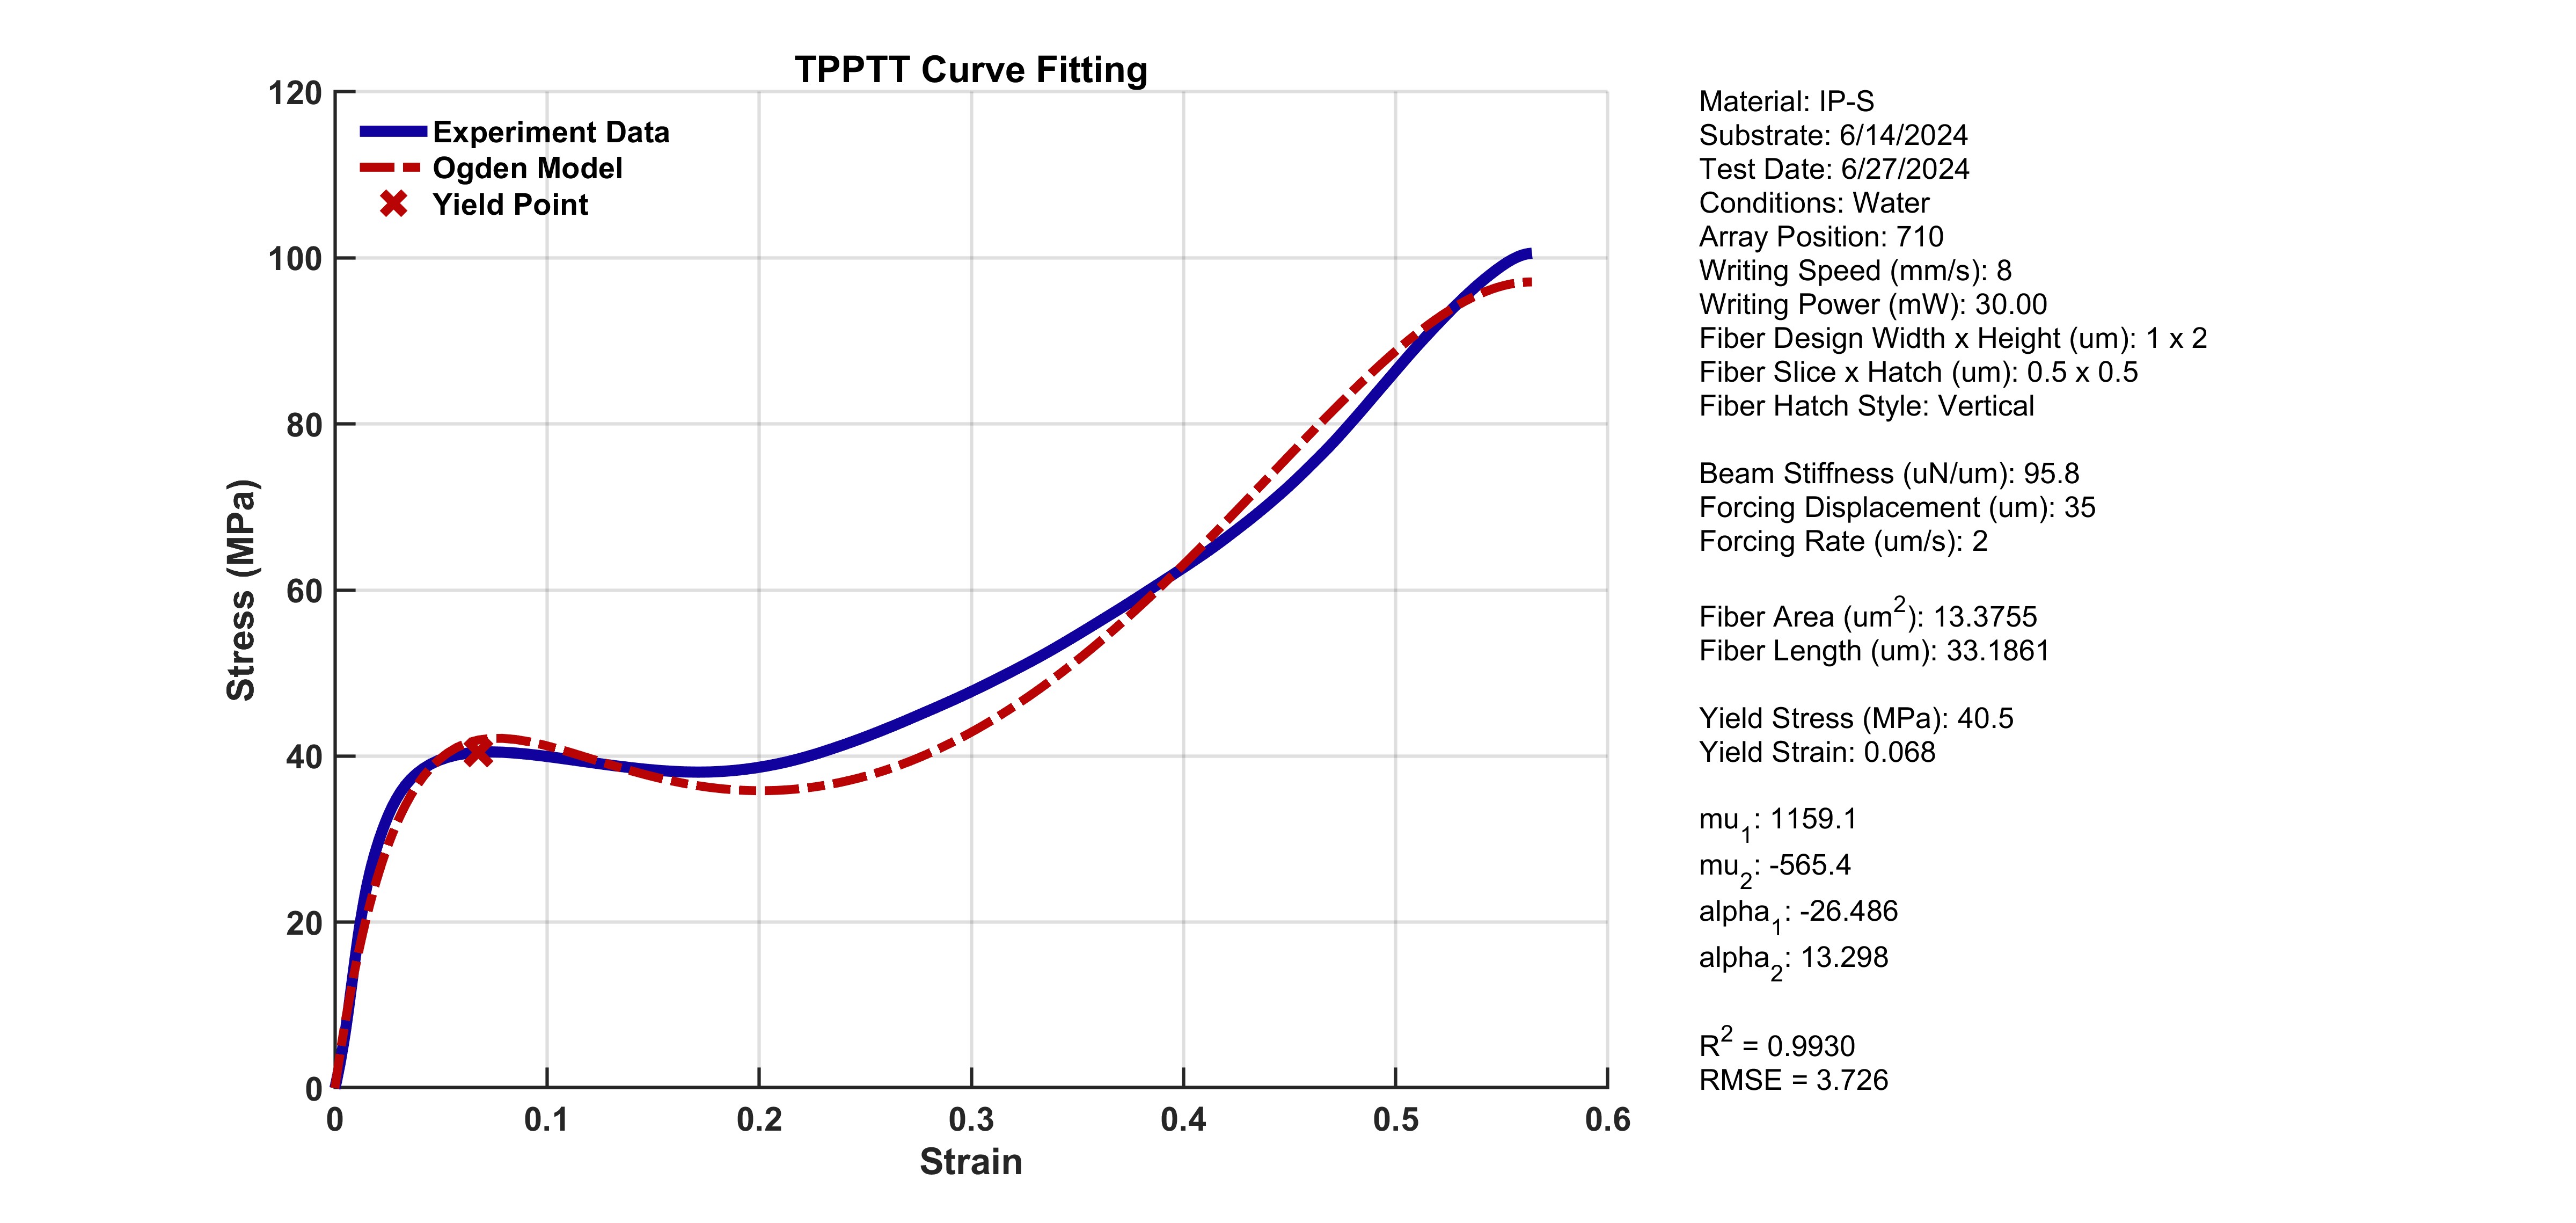 TPPTT Curve Fitting
120
100
80
60
40
20
0
Stress (MPa)
Experiment Data
Ogden Model
Yield Point
0 0.1 0.2 0.3 0.4 0.5 0.6
Strain
Material: IP-S
Substrate: 6/14/2024
Test Date: 6/27/2024
Conditions: Water
Array Position: 710
Writing Speed (mm/s): 8
Writing Power (mW): 30.00
Fiber Design Width x Height (um): 1 x 2
Fiber Slice x Hatch (um): 0.5 x 0.5
Fiber Hatch Style: Vertical
Beam Stiffness (uN/um): 95.8
Forcing Displacement (um): 35
Forcing Rate (um/s): 2
Fiber Area (um²): 13.3755
Fiber Length (um): 33.1861
Yield Stress (MPa): 40.5
Yield Strain: 0.068
mu₁: 1159.1
mu₂: -565.4
alpha₁: -26.486
alpha₂: 13.298
R² = 0.9930
RMSE = 3.726